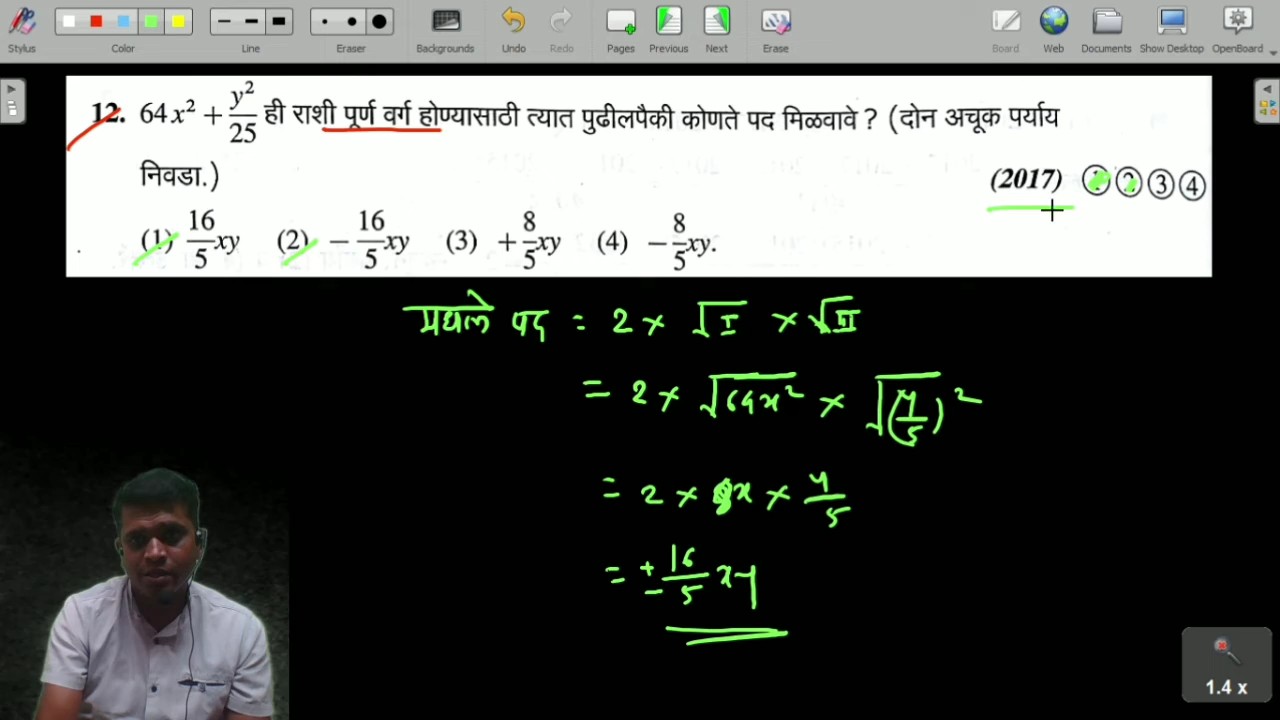 Stylus Color Line Eraser Backgrounds Undo Redo Pages Previous Next Erase Board Web Documents Show Desktop OpenBoard
12. 64x² + y²/25 ही राशी पूर्ण वर्ग होण्यासाठी त्यात पुढीलपैकी कोणते पद मिळवावे ? (दोन अचूक पर्याय
निवडा.) (2017) ① ② ③ ④
(1) 16/5 xy (2) − 16/5 xy (3) + 8/5 xy (4) − 8/5 xy.
मधले पद = 2 × √I × √II
= 2 × √64x² × √(y/5)²
= 2 × 8x × y/5
= ± 16/5 xy
1.4 x